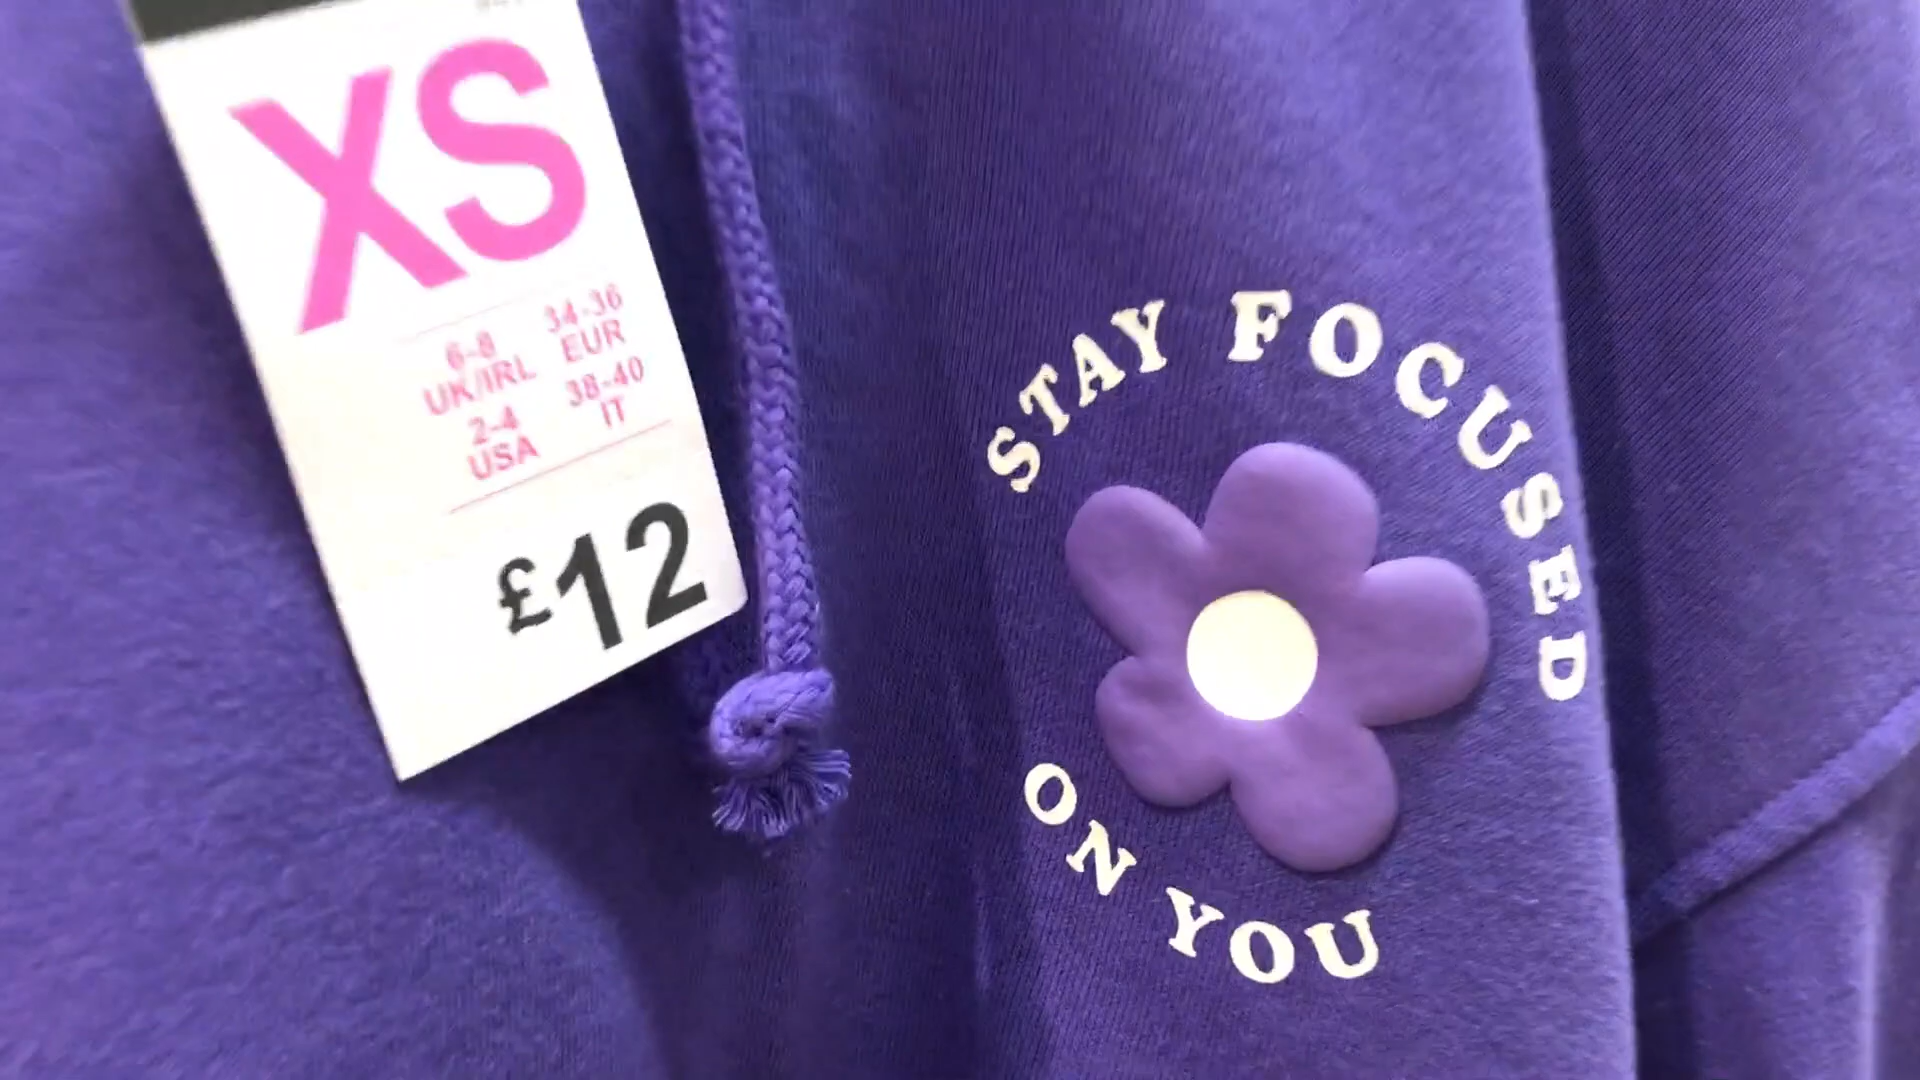 XS
6-8
UK/IRL
34-36
EUR
2-4
USA
38-40
IT
£12
STAY FOCUSED
ON YOU